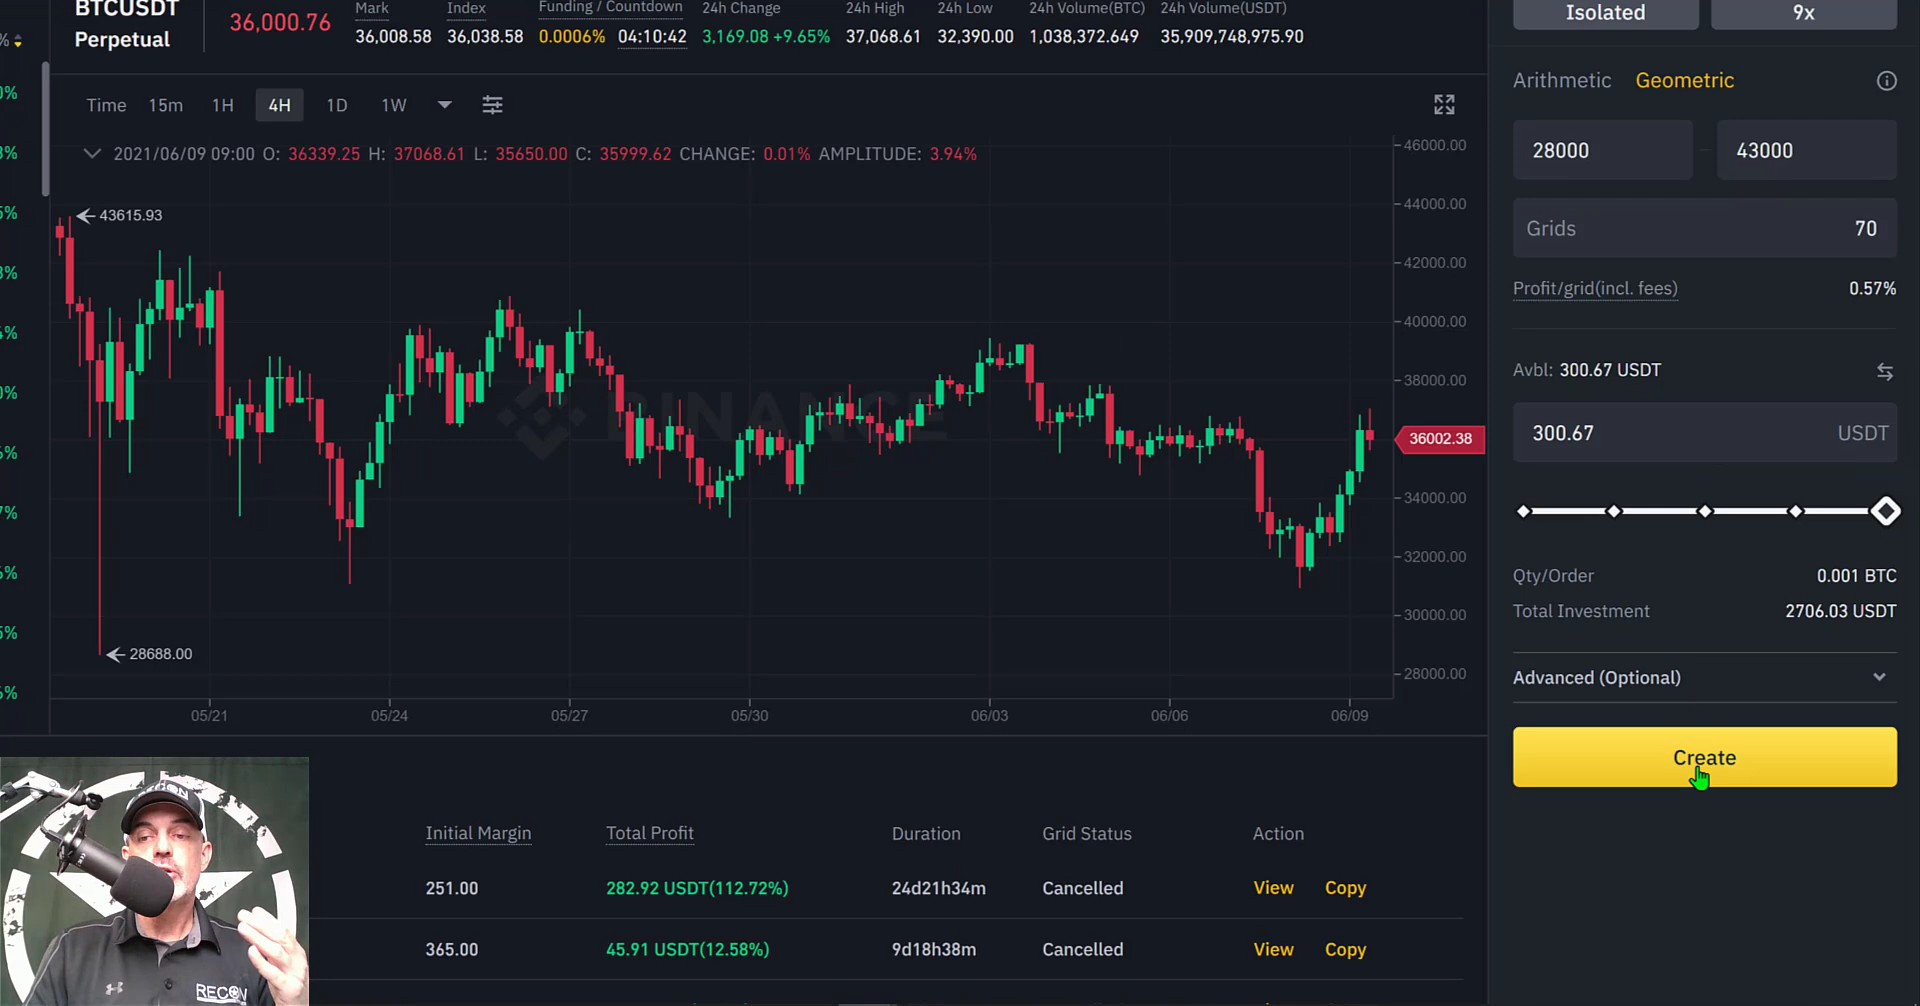 BTCUSDT
Perpetual
36,000.76
Mark
36,008.58
Index
36,038.58
Funding / Countdown
0.0006% 04:10:42
24h Change
3,169.08 +9.65%
24h High
37,068.61
24h Low
32,390.00
24h Volume(BTC)
1,038,372.649
24h Volume(USDT)
35,909,748,975.90
Time 15m 1H 4H 1D 1W
2021/06/09 09:00 O: 36339.25 H: 37068.61 L: 35650.00 C: 35999.62 CHANGE: 0.01% AMPLITUDE: 3.94%
46000.00
44000.00
42000.00
40000.00
38000.00
36002.38
34000.00
32000.00
30000.00
28000.00
43615.93
28688.00
BINANCE
05/21 05/24 05/27 05/30 06/03 06/06 06/09
Initial Margin Total Profit Duration Grid Status Action
251.00 282.92 USDT(112.72%) 24d21h34m Cancelled View Copy
365.00 45.91 USDT(12.58%) 9d18h38m Cancelled View Copy
Isolated 9x
Arithmetic Geometric
28000 - 43000
Grids 70
Profit/grid(incl. fees) 0.57%
Avbl: 300.67 USDT
300.67 USDT
Qty/Order 0.001 BTC
Total Investment 2706.03 USDT
Advanced (Optional)
Create
RECON